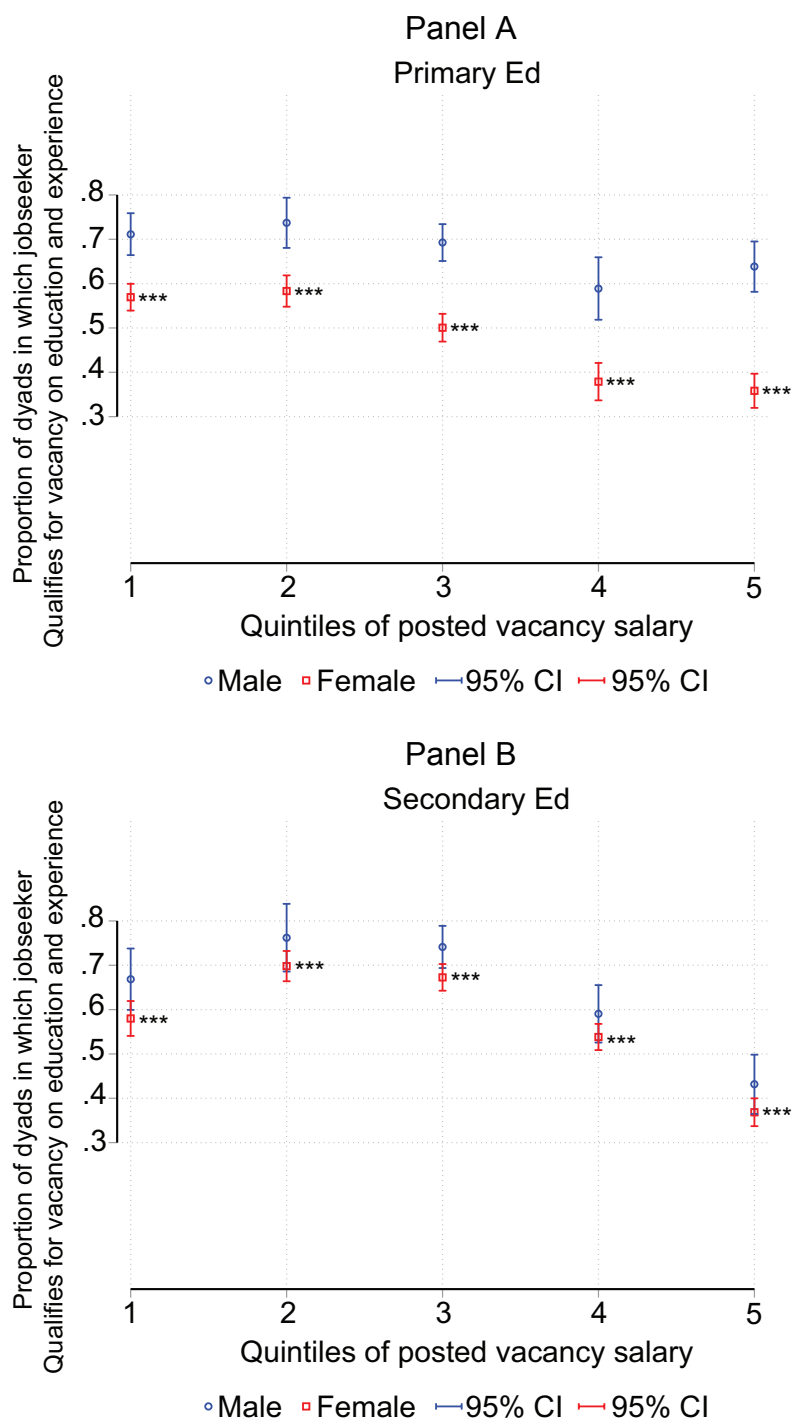 Panel A
Primary Ed
Proportion of dyads in which jobseeker
Qualifies for vacancy on education and experience
.8
.7
.6
.5
.4
.3
***
***
***
***
***
1 2 3 4 5
Quintiles of posted vacancy salary
Male Female 95% CI 95% CI
Panel B
Secondary Ed
Proportion of dyads in which jobseeker
Qualifies for vacancy on education and experience
.8
.7
.6
.5
.4
.3
***
***
***
***
***
1 2 3 4 5
Quintiles of posted vacancy salary
Male Female 95% CI 95% CI